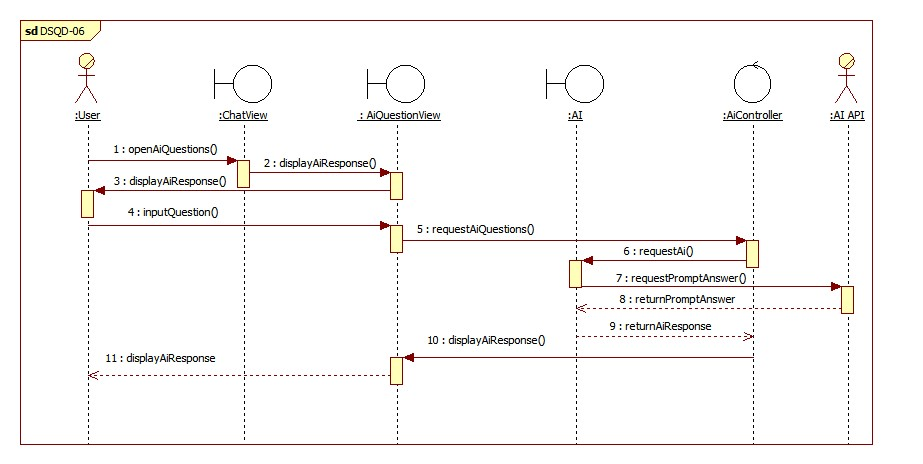 sd DSQD-06
:User
:ChatView
: AiQuestionView
:AI
:AiController
:AI API
1 : openAiQuestions()
2 : displayAiResponse()
3 : displayAiResponse()
4 : inputQuestion()
5 : requestAiQuestions()
6 : requestAi()
7 : requestPromptAnswer()
8 : returnPromptAnswer
9 : returnAiResponse
10 : displayAiResponse()
11 : displayAiResponse